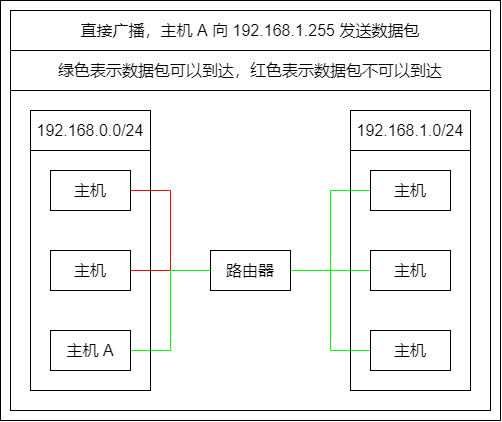 直接广播，主机 A 向 192.168.1.255 发送数据包
绿色表示数据包可以到达，红色表示数据包不可以到达
192.168.0.0/24
192.168.1.0/24
主机
主机
主机
路由器
主机
主机 A
主机